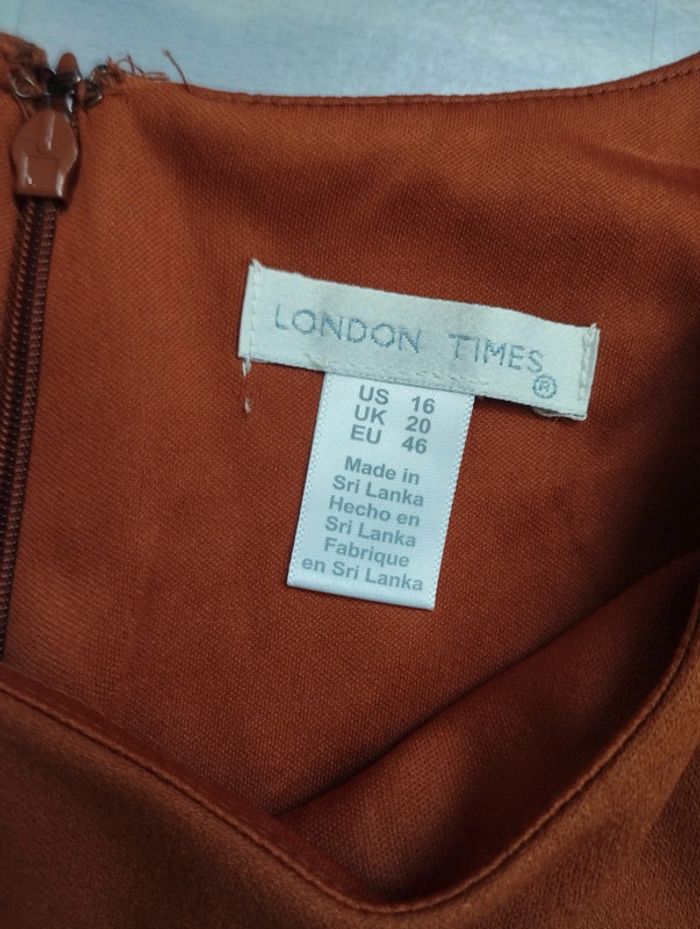 LONDON TIMES ®
US 16
UK 20
EU 46
Made in
Sri Lanka
Hecho en
Sri Lanka
Fabrique
en Sri Lanka